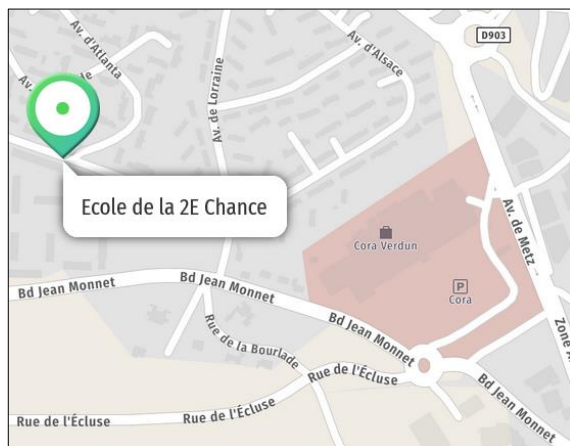 D903
Av. d'Atlanta
Av. d'Alsace
Av. de Lorraine
Av.
Ecole de la 2E Chance
Cora Verdun
Av. de Metz
Cora
P
Bd Jean Monnet
Bd Jean Monnet
Bd Jean Monnet
Zone
Rue de la Bourlade
Rue de l'Écluse
Bd Jean Monnet
Rue de l'Écluse
Rue de l'Écluse